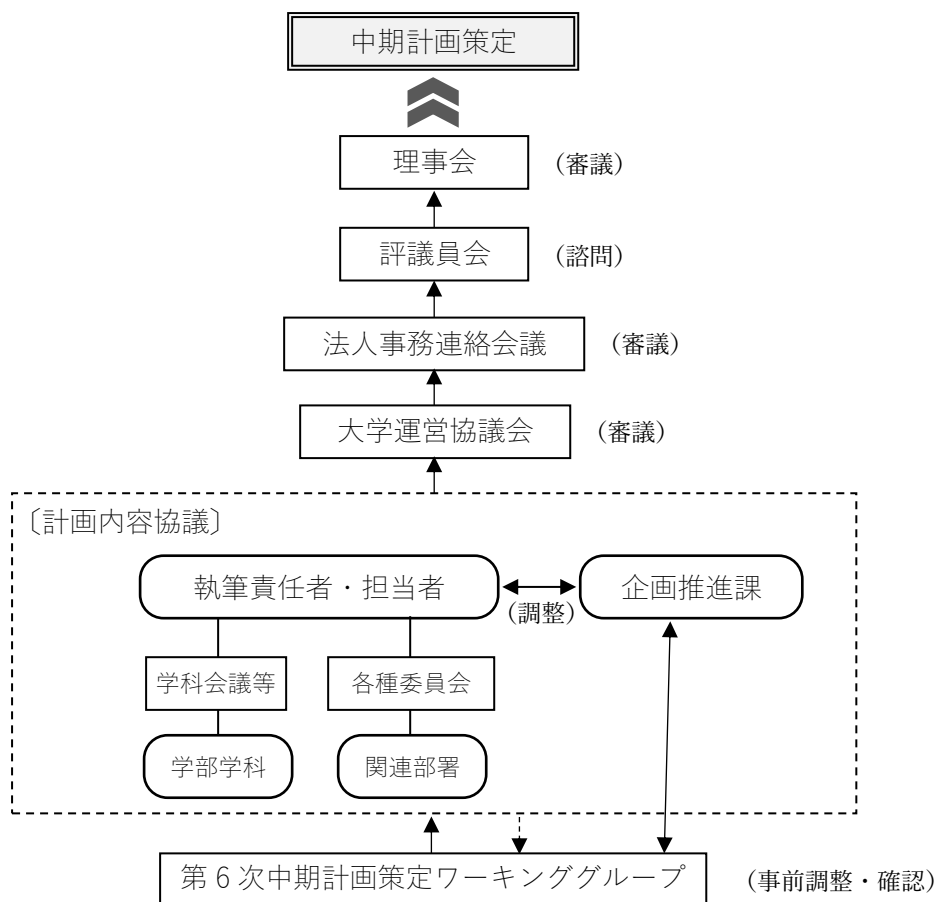 中期計画策定
理事会
（審議）
評議員会
（諮問）
法人事務連絡会議
（審議）
大学運営協議会
（審議）
〔計画内容協議〕
執筆責任者・担当者
企画推進課
（調整）
学科会議等
各種委員会
学部学科
関連部署
第６次中期計画策定ワーキンググループ
（事前調整・確認）